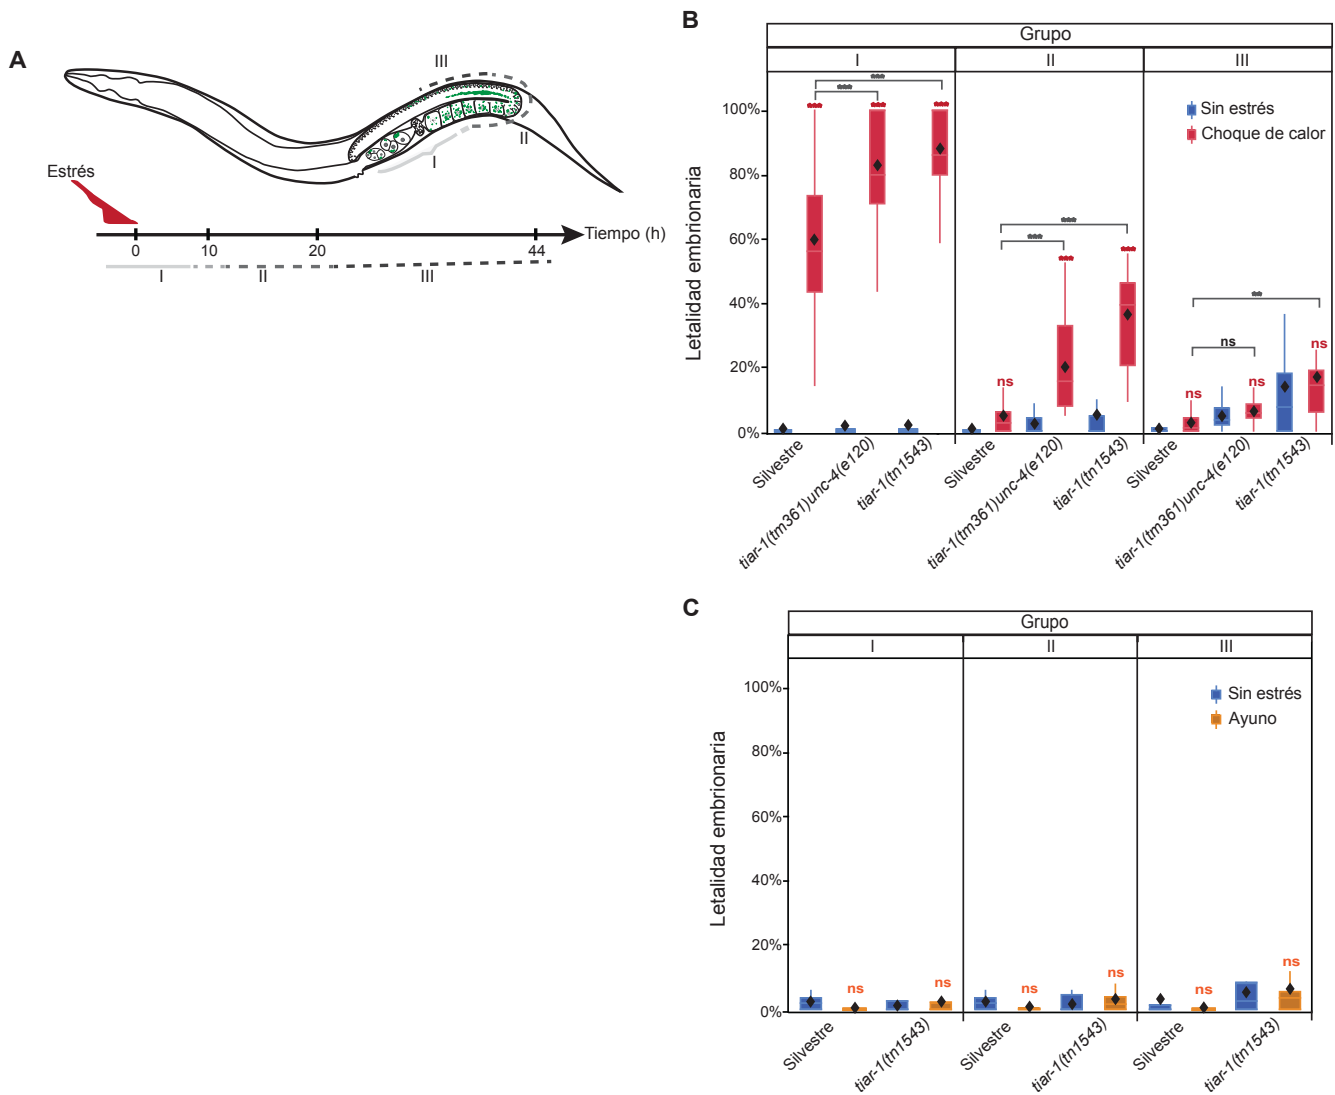 A
III
I
II
Estrés
Tiempo (h)
0 10 20 44
I II III
B
Grupo
I II III
Letalidad embrionaria
100%
80%
60%
40%
20%
0%
Sin estrés
Choque de calor
*** *** *** *** ***
*** *** ns *** ***
** ns ns ns ns
Silvestre
tiar-1(tm361)unc-4(e120)
tiar-1(tn1543)
Silvestre
tiar-1(tm361)unc-4(e120)
tiar-1(tn1543)
Silvestre
tiar-1(tm361)unc-4(e120)
tiar-1(tn1543)
C
Grupo
I II III
Letalidad embrionaria
100%
80%
60%
40%
20%
0%
Sin estrés
Ayuno
ns ns ns ns ns ns
Silvestre
tiar-1(tn1543)
Silvestre
tiar-1(tn1543)
Silvestre
tiar-1(tn1543)